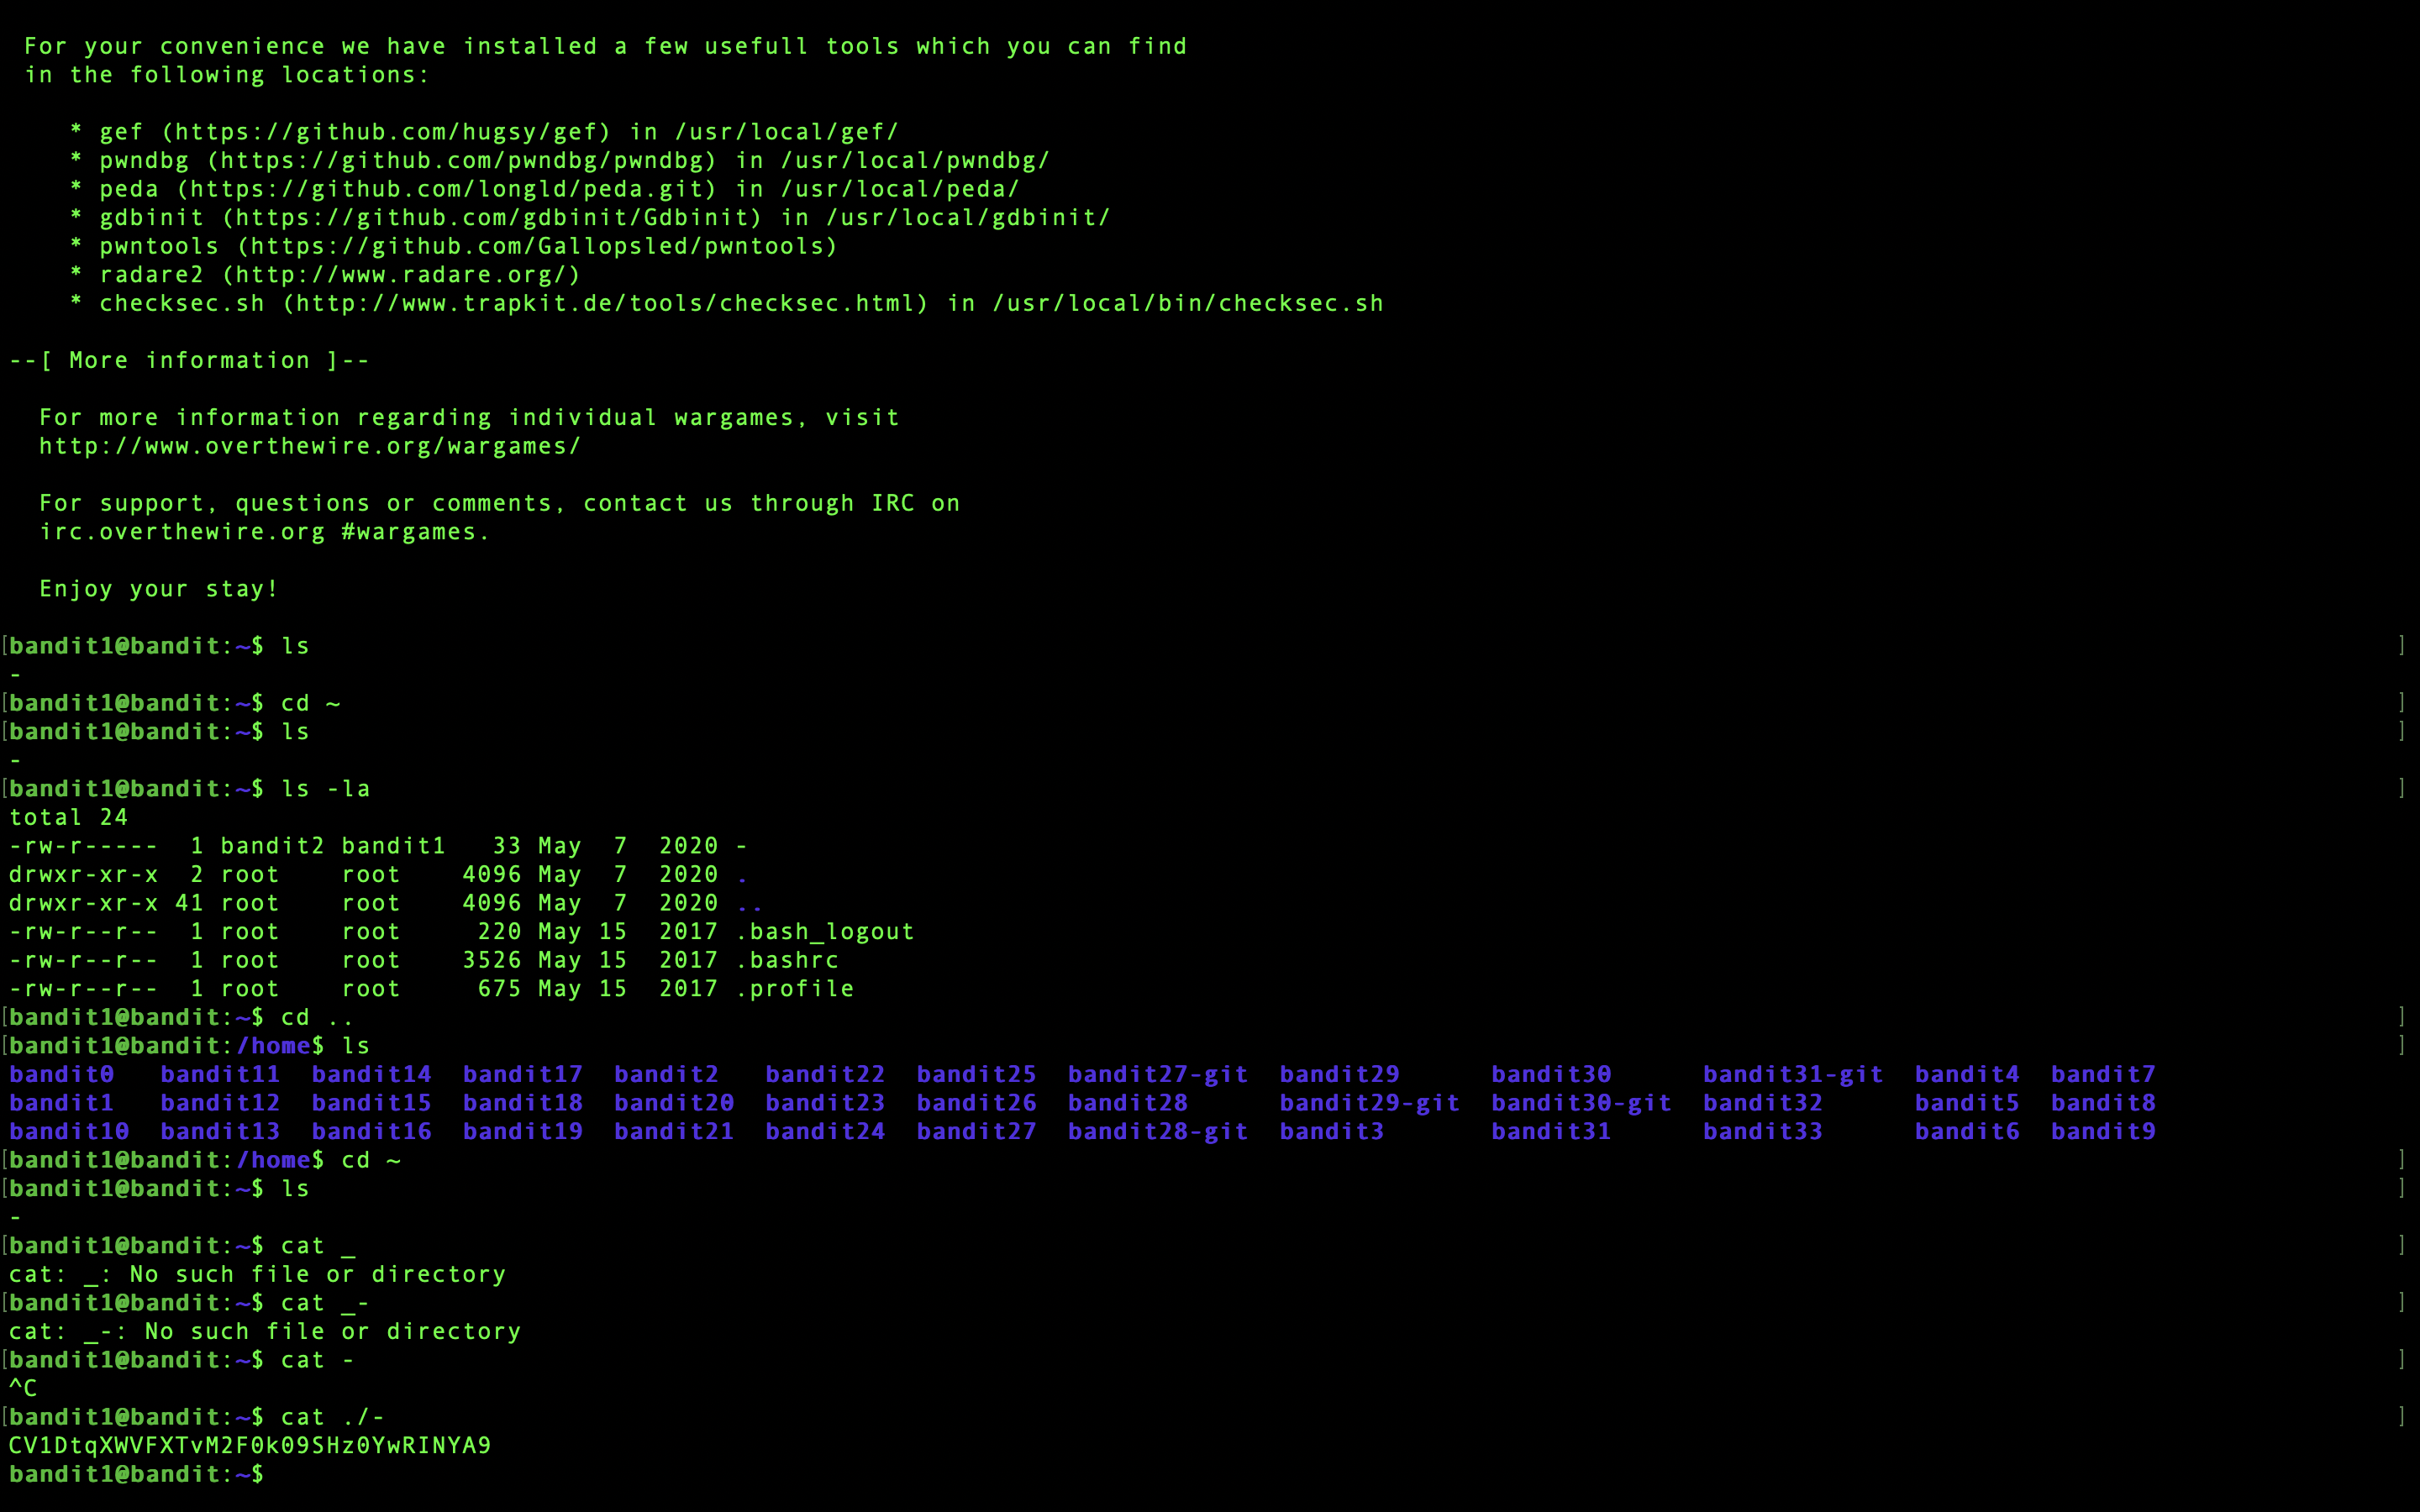 For your convenience we have installed a few usefull tools which you can find
in the following locations:
* gef (https://github.com/hugsy/gef) in /usr/local/gef/
* pwndbg (https://github.com/pwndbg/pwndbg) in /usr/local/pwndbg/
* peda (https://github.com/longld/peda.git) in /usr/local/peda/
* gdbinit (https://github.com/gdbinit/Gdbinit) in /usr/local/gdbinit/
* pwntools (https://github.com/Gallopsled/pwntools)
* radare2 (http://www.radare.org/)
* checksec.sh (http://www.trapkit.de/tools/checksec.html) in /usr/local/bin/checksec.sh
--[ More information ]--
For more information regarding individual wargames, visit
http://www.overthewire.org/wargames/
For support, questions or comments, contact us through IRC on
irc.overthewire.org #wargames.
Enjoy your stay!
[bandit1@bandit:~$ ls ]
-
[bandit1@bandit:~$ cd ~ ]
[bandit1@bandit:~$ ls ]
-
[bandit1@bandit:~$ ls -la ]
total 24
-rw-r----- 1 bandit2 bandit1 33 May 7 2020 -
drwxr-xr-x 2 root root 4096 May 7 2020 .
drwxr-xr-x 41 root root 4096 May 7 2020 ..
-rw-r--r-- 1 root root 220 May 15 2017 .bash_logout
-rw-r--r-- 1 root root 3526 May 15 2017 .bashrc
-rw-r--r-- 1 root root 675 May 15 2017 .profile
[bandit1@bandit:~$ cd .. ]
[bandit1@bandit:/home$ ls ]
bandit0 bandit11 bandit14 bandit17 bandit2 bandit22 bandit25 bandit27-git bandit29 bandit30 bandit31-git bandit4 bandit7
bandit1 bandit12 bandit15 bandit18 bandit20 bandit23 bandit26 bandit28 bandit29-git bandit30-git bandit32 bandit5 bandit8
bandit10 bandit13 bandit16 bandit19 bandit21 bandit24 bandit27 bandit28-git bandit3 bandit31 bandit33 bandit6 bandit9
[bandit1@bandit:/home$ cd ~ ]
[bandit1@bandit:~$ ls ]
-
[bandit1@bandit:~$ cat _ ]
cat: _: No such file or directory
[bandit1@bandit:~$ cat _- ]
cat: _-: No such file or directory
[bandit1@bandit:~$ cat - ]
^C
[bandit1@bandit:~$ cat ./- ]
CV1DtqXWVFXTvM2F0k09SHz0YwRINYA9
bandit1@bandit:~$